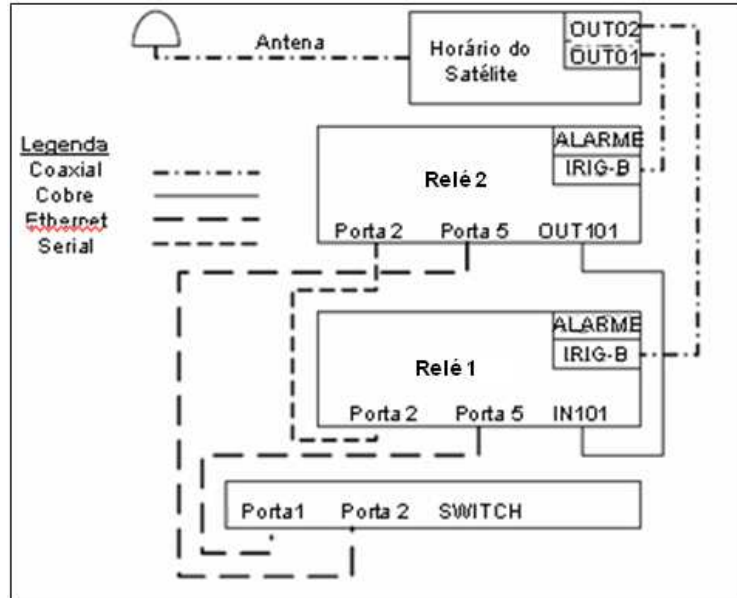 Antena
Horário do
Satélite
OUT02
OUT01
Legenda
Coaxial
Cobre
Ethernet
Serial
Relé 2
ALARME
IRIG-B
Porta 2 Porta 5 OUT101
Relé 1
ALARME
IRIG-B
Porta 2 Porta 5 IN101
Porta1 Porta 2 SWITCH